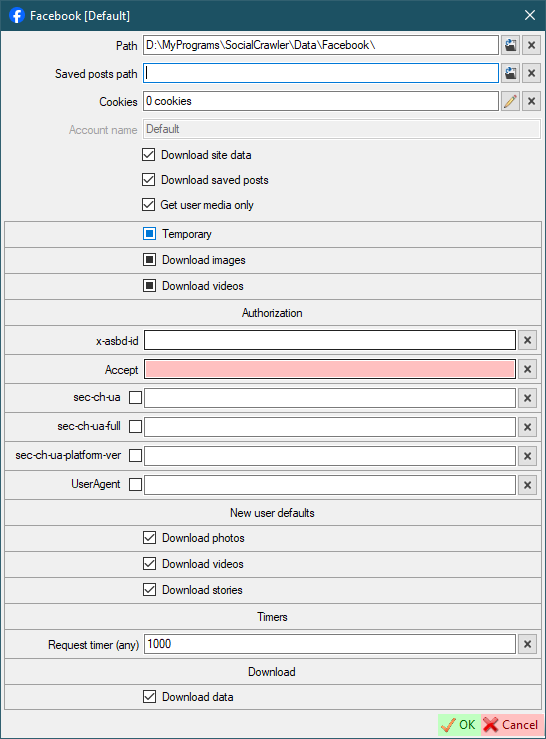 Facebook [Default]
Path D:\MyPrograms\SocialCrawler\Data\Facebook\
Saved posts path
Cookies 0 cookies
Account name Default
Download site data
Download saved posts
Get user media only
Temporary
Download images
Download videos
Authorization
x-asbd-id
Accept
sec-ch-ua
sec-ch-ua-full
sec-ch-ua-platform-ver
UserAgent
New user defaults
Download photos
Download videos
Download stories
Timers
Request timer (any) 1000
Download
Download data
OK Cancel